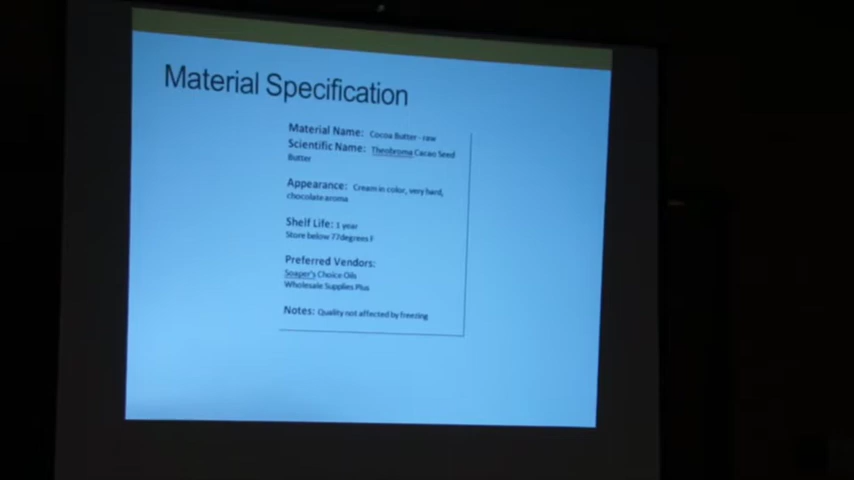 Material Specification
Material Name: Cocoa Butter - raw
Scientific Name: Theobroma Cacao Seed
Butter
Appearance: Cream in color, very hard,
chocolate aroma
Shelf Life: 1 year
Store below 77degrees F
Preferred Vendors:
Soaper's Choice Oils
Wholesale Supplies Plus
Notes: Quality not affected by freezing